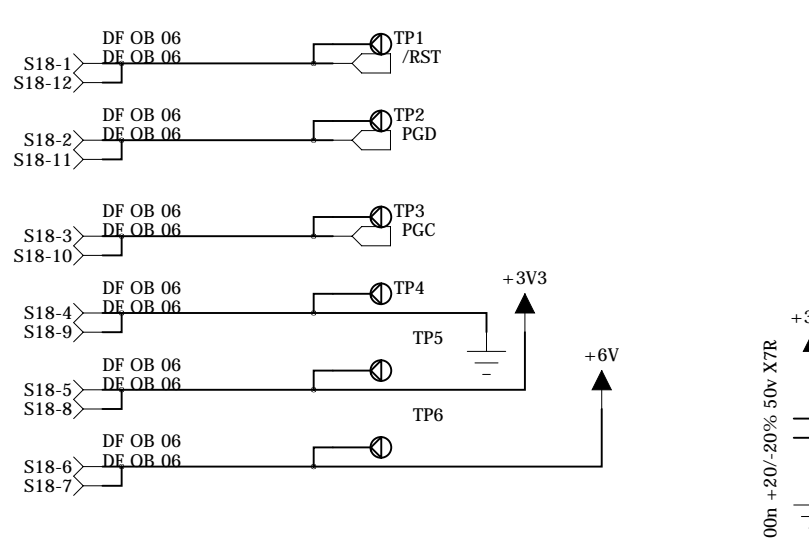 DF OB 06
TP1
S18-1
DF OB 06
/RST
S18-12
DF OB 06
TP2
S18-2
DF OB 06
PGD
S18-11
DF OB 06
TP3
S18-3
DF OB 06
PGC
S18-10
DF OB 06
TP4
+3V3
S18-4
DF OB 06
S18-9
TP5
DF OB 06
+6V
S18-5
DF OB 06
S18-8
TP6
DF OB 06
S18-6
DF OB 06
S18-7
+3
00n +20/-20% 50v X7R